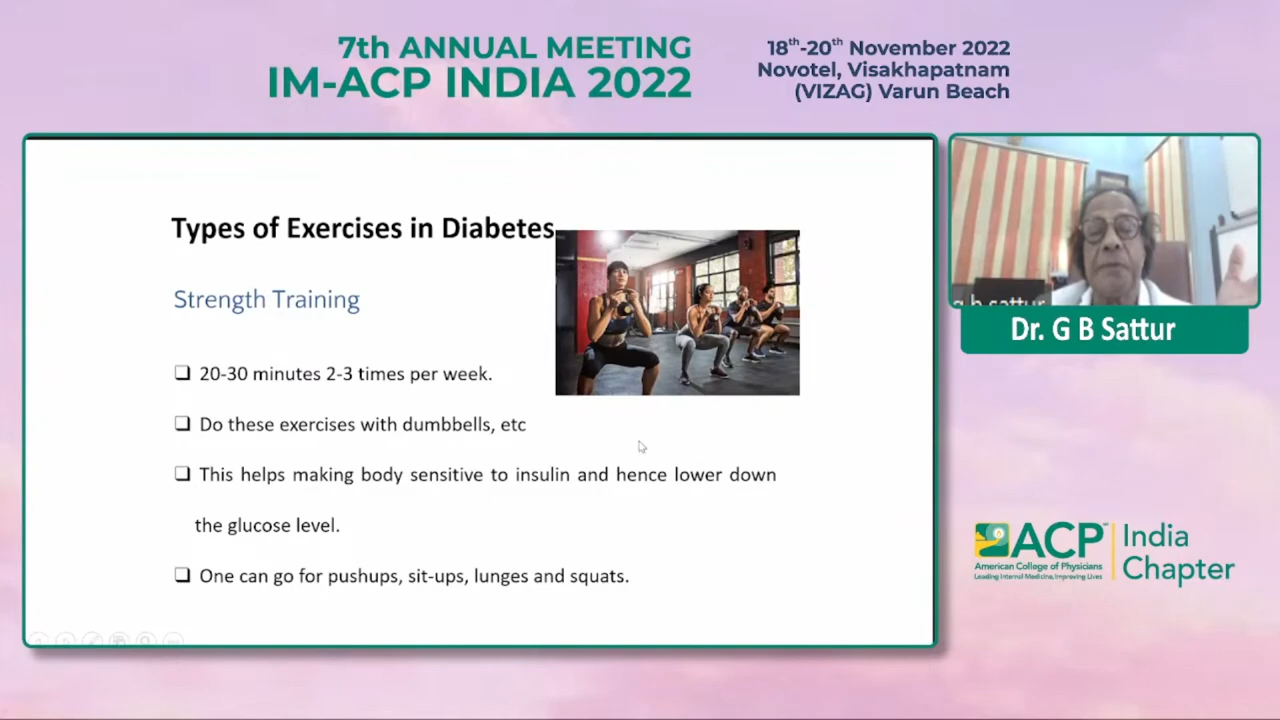 7th ANNUAL MEETING
IM-ACP INDIA 2022
18th-20th November 2022
Novotel, Visakhapatnam
(VIZAG) Varun Beach
Types of Exercises in Diabetes
Strength Training
❑ 20-30 minutes 2-3 times per week.
❑ Do these exercises with dumbbells, etc
❑ This helps making body sensitive to insulin and hence lower down
the glucose level.
❑ One can go for pushups, sit-ups, lunges and squats.
g b sattur
Dr. G B Sattur
ACP
American College of Physicians
Leading Internal Medicine, Improving Lives
India
Chapter